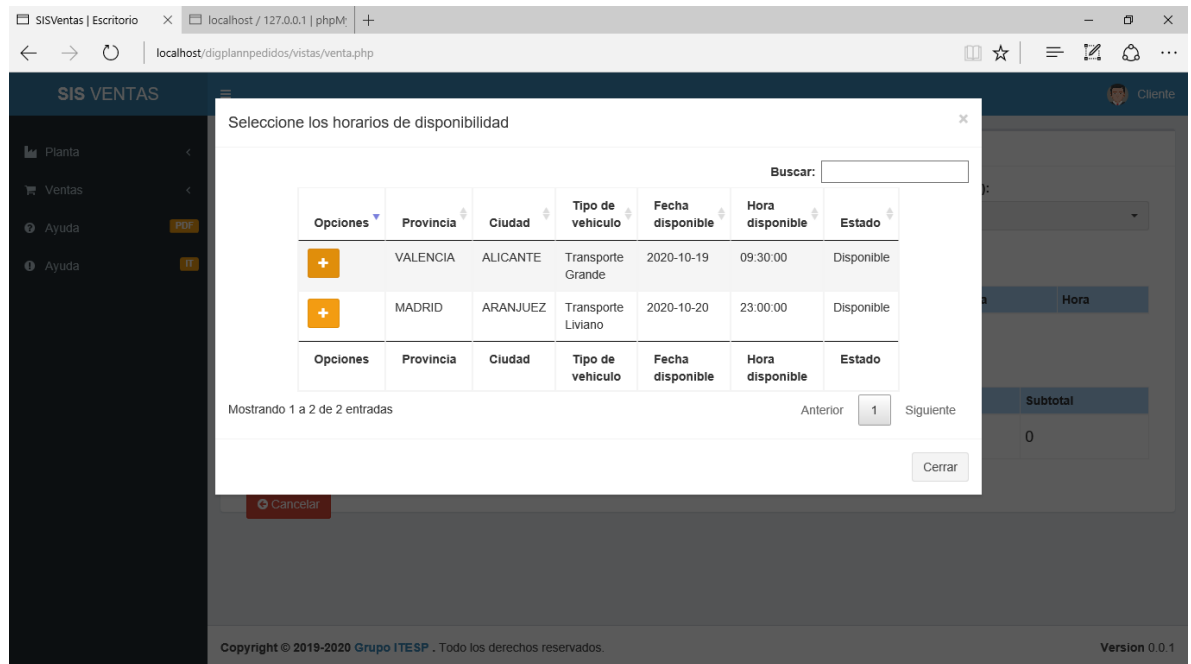 SISVentas | Escritorio
localhost / 127.0.0.1 | phpMy
localhost/digplannpedidos/vistas/venta.php
SIS VENTAS
Cliente
Planta
Ventas
Ayuda PDF
Ayuda IT
Seleccione los horarios de disponibilidad ×
Buscar:
):
Opciones Provincia Ciudad Tipo de vehiculo Fecha disponible Hora disponible Estado
VALENCIA ALICANTE Transporte Grande 2020-10-19 09:30:00 Disponible
MADRID ARANJUEZ Transporte Liviano 2020-10-20 23:00:00 Disponible
Opciones Provincia Ciudad Tipo de vehiculo Fecha disponible Hora disponible Estado
Mostrando 1 a 2 de 2 entradas
Anterior 1 Siguiente
Cerrar
a Hora
Subtotal
0
Cancelar
Copyright © 2019-2020 Grupo ITESP . Todo los derechos reservados.
Version 0.0.1